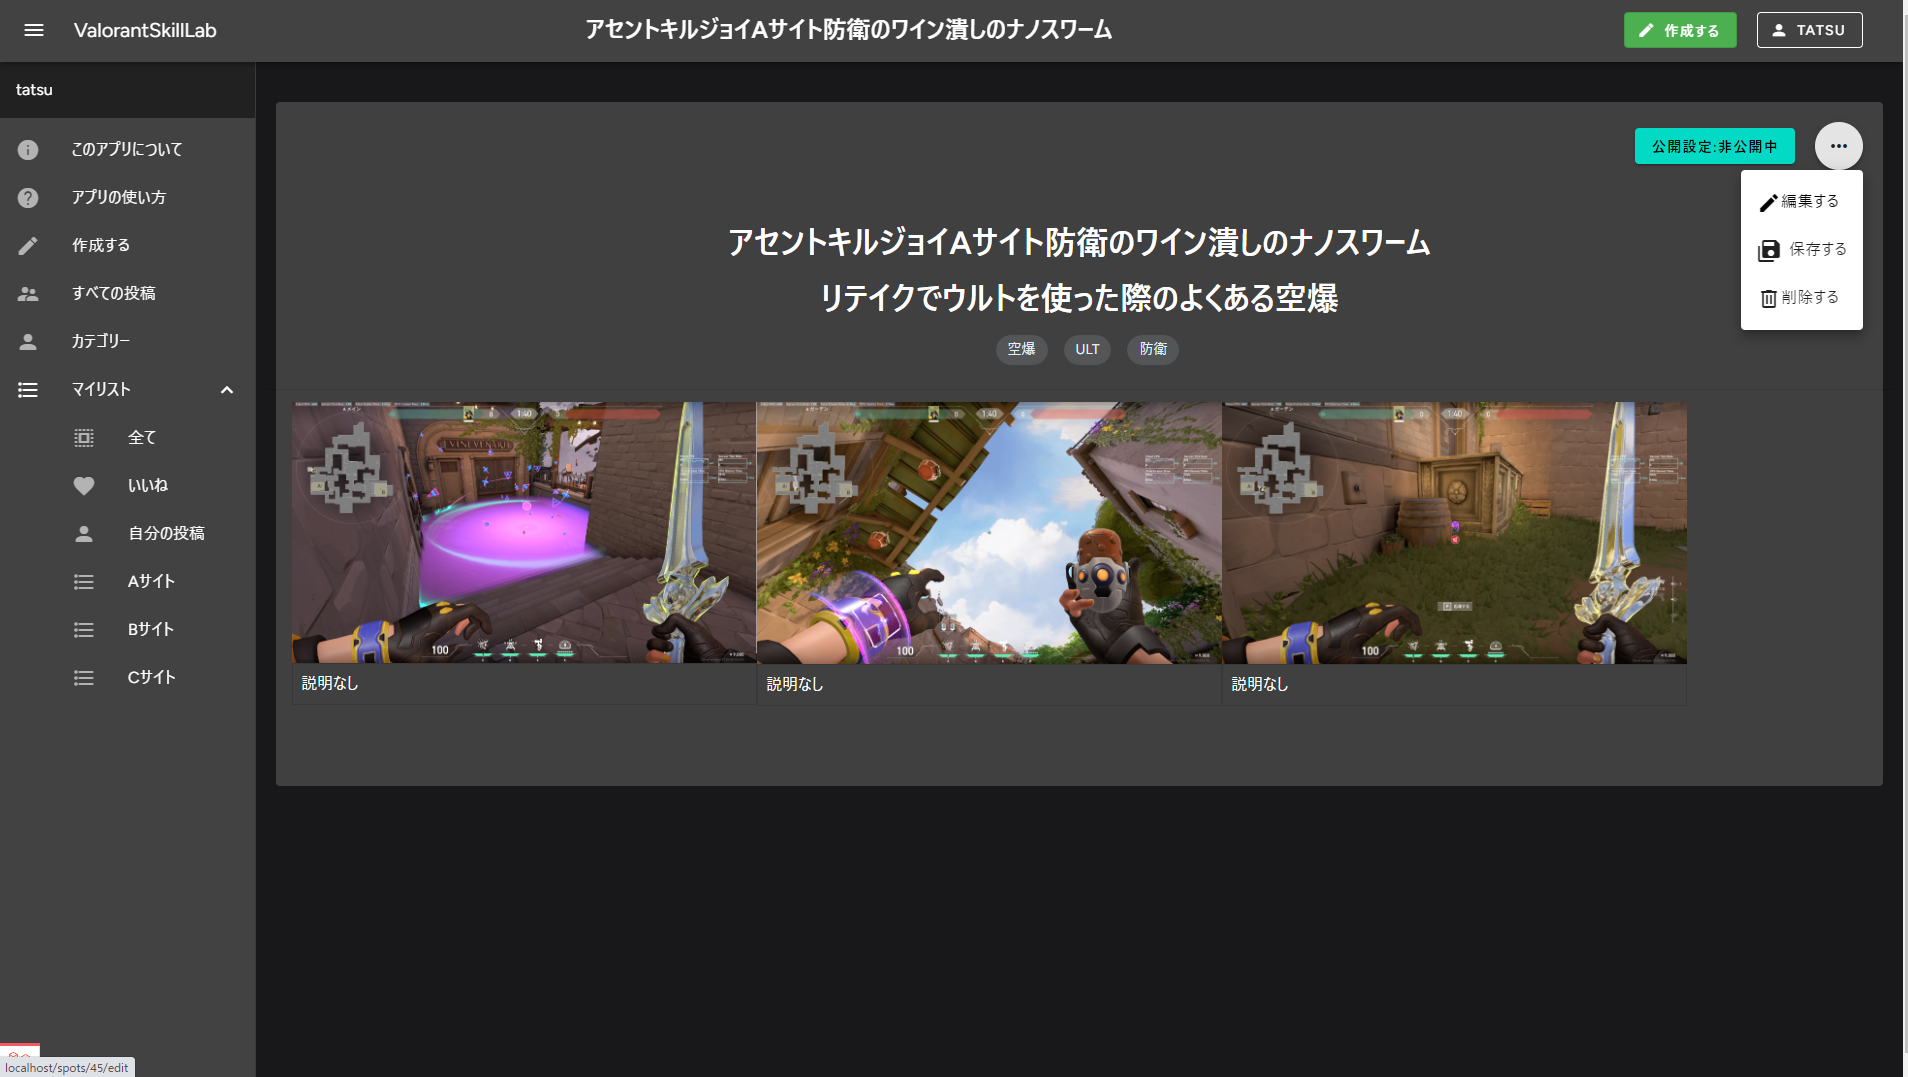 ValorantSkillLab
アセントキルジョイAサイト防衛のワイン潰しのナノスワーム
作成する
TATSU
tatsu
このアプリについて
アプリの使い方
作成する
すべての投稿
カテゴリー
マイリスト
全て
いいね
自分の投稿
Aサイト
Bサイト
Cサイト
公開設定:非公開中
編集する
保存する
削除する
アセントキルジョイAサイト防衛のワイン潰しのナノスワーム
リテイクでウルトを使った際のよくある空爆
空爆
ULT
防衛
1:40
100
説明なし
1:40
100
説明なし
1:40
100
説明なし
localhost/spots/45/edit